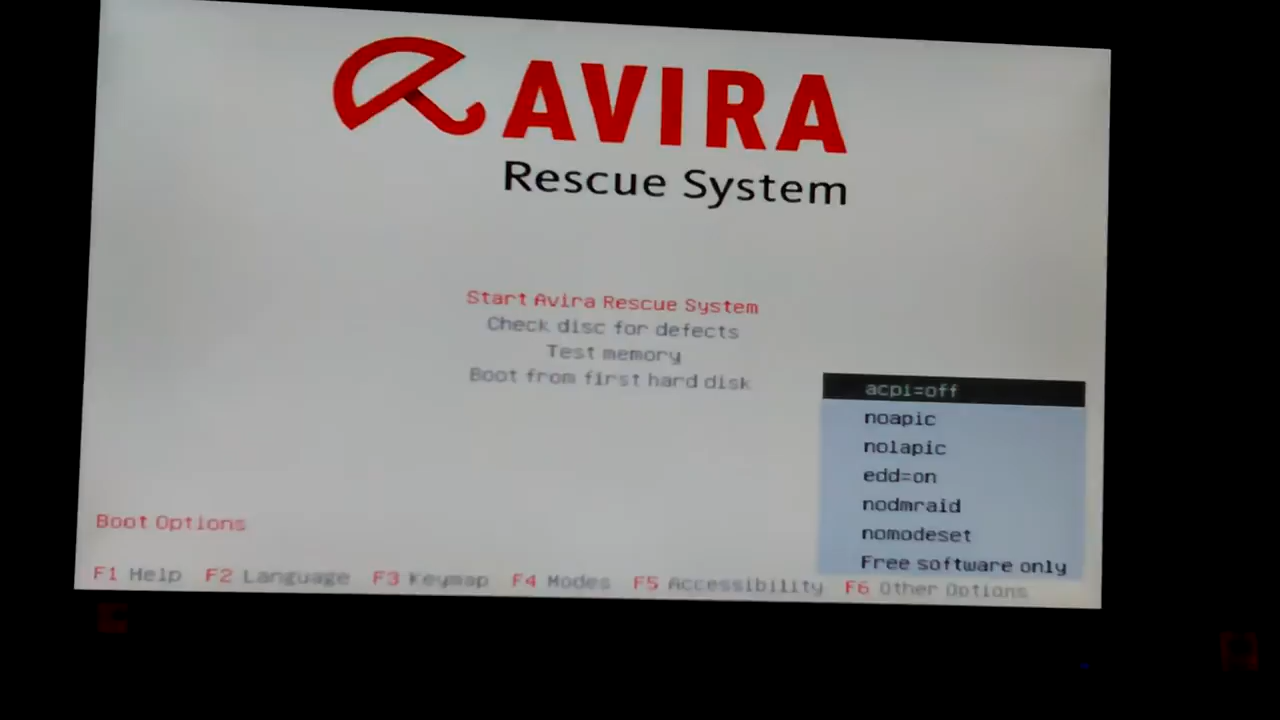 AVIRA
Rescue System
Start Avira Rescue System
Check disc for defects
Test memory
Boot from first hard disk
acpi=off
noapic
nolapic
edd=on
nodmraid
nomodeset
Free software only
Boot Options
F1 Help F2 Language F3 Keymap F4 Modes F5 Accessibility F6 Other Options